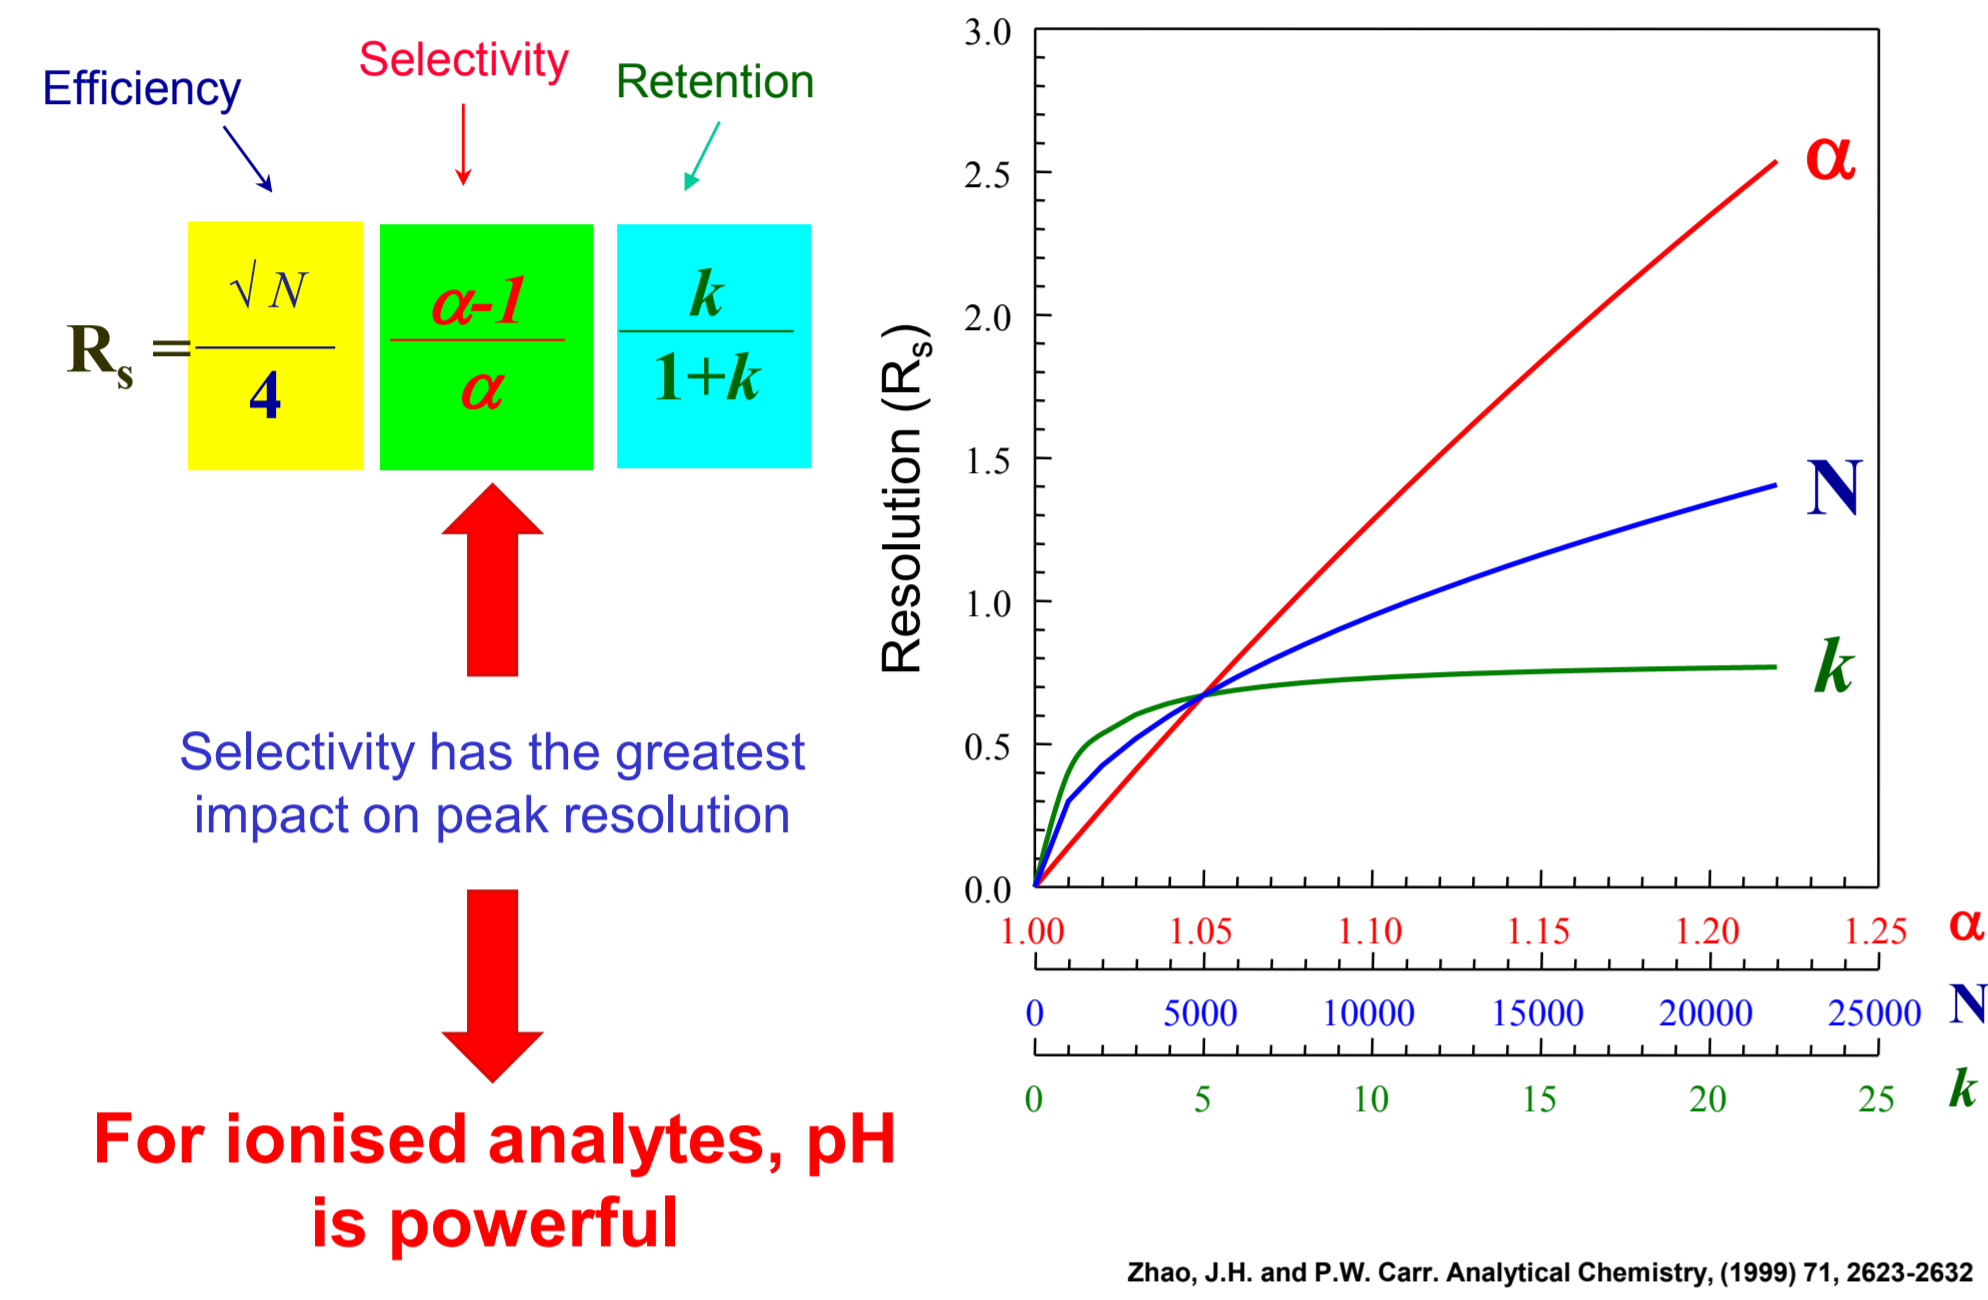 Efficiency
Selectivity
Retention
Rs = √N / 4
α-1 / α
k / 1+k
Selectivity has the greatest
impact on peak resolution
For ionised analytes, pH
is powerful
Resolution (Rs)
3.0
2.5
2.0
1.5
1.0
0.5
0.0
α
N
k
1.00 1.05 1.10 1.15 1.20 1.25 α
0 5000 10000 15000 20000 25000 N
0 5 10 15 20 25 k
Zhao, J.H. and P.W. Carr. Analytical Chemistry, (1999) 71, 2623-2632